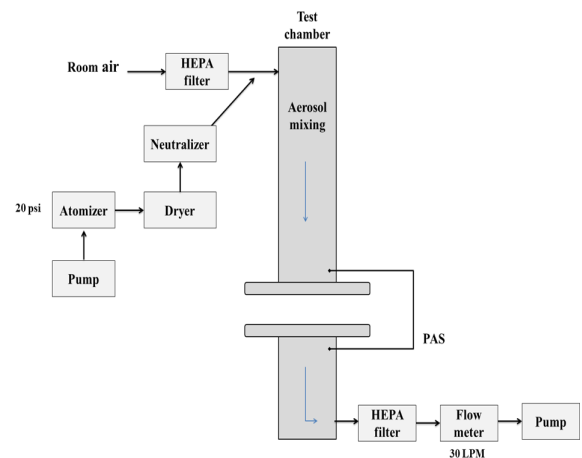 Test
chamber
Room air
HEPA
filter
Aerosol
mixing
Neutralizer
20 psi
Atomizer
Dryer
Pump
PAS
HEPA
filter
Flow
meter
Pump
30 LPM